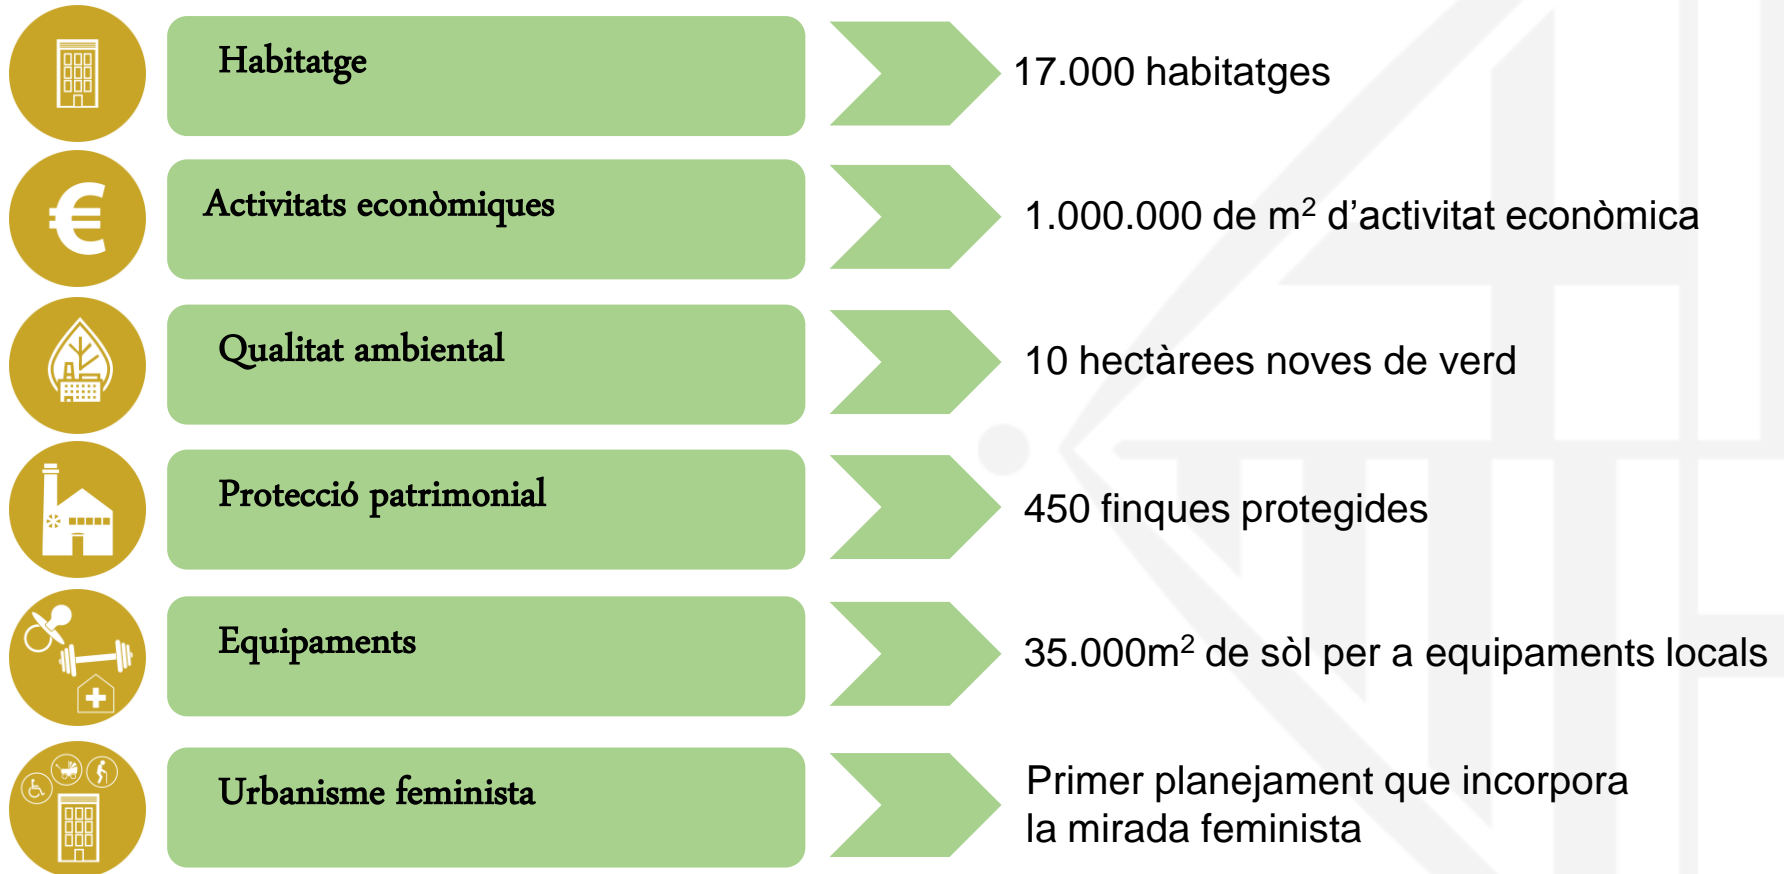 Habitatge
17.000 habitatges
€
Activitats econòmiques
1.000.000 de m² d’activitat econòmica
Qualitat ambiental
10 hectàrees noves de verd
Protecció patrimonial
450 finques protegides
Equipaments
35.000m² de sòl per a equipaments locals
Urbanisme feminista
Primer planejament que incorpora
la mirada feminista